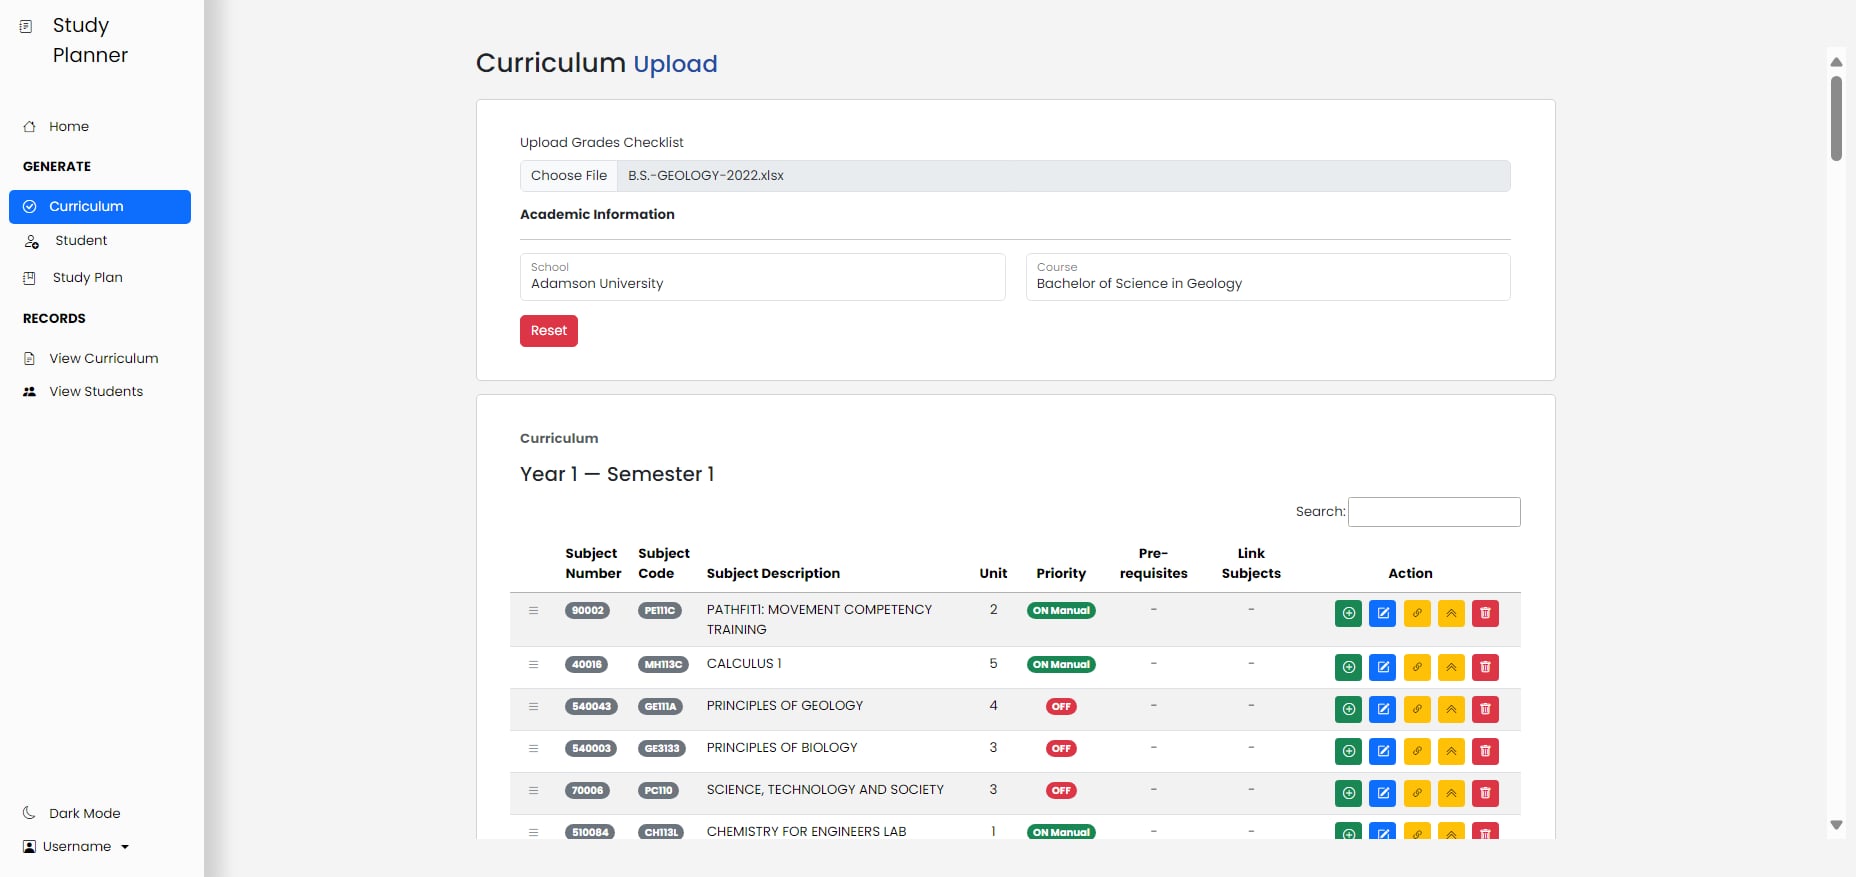 Study
Planner
Home
GENERATE
Curriculum
Student
Study Plan
RECORDS
View Curriculum
View Students
Dark Mode
Username
Curriculum Upload
Upload Grades Checklist
Choose File B.S.-GEOLOGY-2022.xlsx
Academic Information
School
Adamson University
Course
Bachelor of Science in Geology
Reset
Curriculum
Year 1 — Semester 1
Search:
Subject Number Subject Code Subject Description Unit Priority Pre-requisites Link Subjects Action
90002 PE111C PATHFIT1: MOVEMENT COMPETENCY TRAINING 2 ON Manual - -
40016 MH113C CALCULUS 1 5 ON Manual - -
540043 GE111A PRINCIPLES OF GEOLOGY 4 OFF - -
540003 GE3133 PRINCIPLES OF BIOLOGY 3 OFF - -
70006 PC110 SCIENCE, TECHNOLOGY AND SOCIETY 3 OFF - -
510084 CH113L CHEMISTRY FOR ENGINEERS LAB 1 ON Manual - -